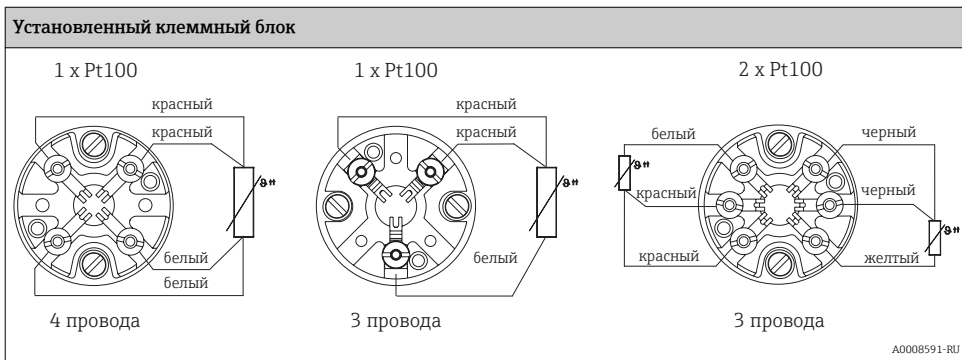 Установленный клеммный блок
1 x Pt100
1 x Pt100
2 x Pt100
красный
красный
белый
белый
4 провода
красный
красный
белый
3 провода
белый
красный
красный
черный
черный
желтый
3 провода
A0008591-RU